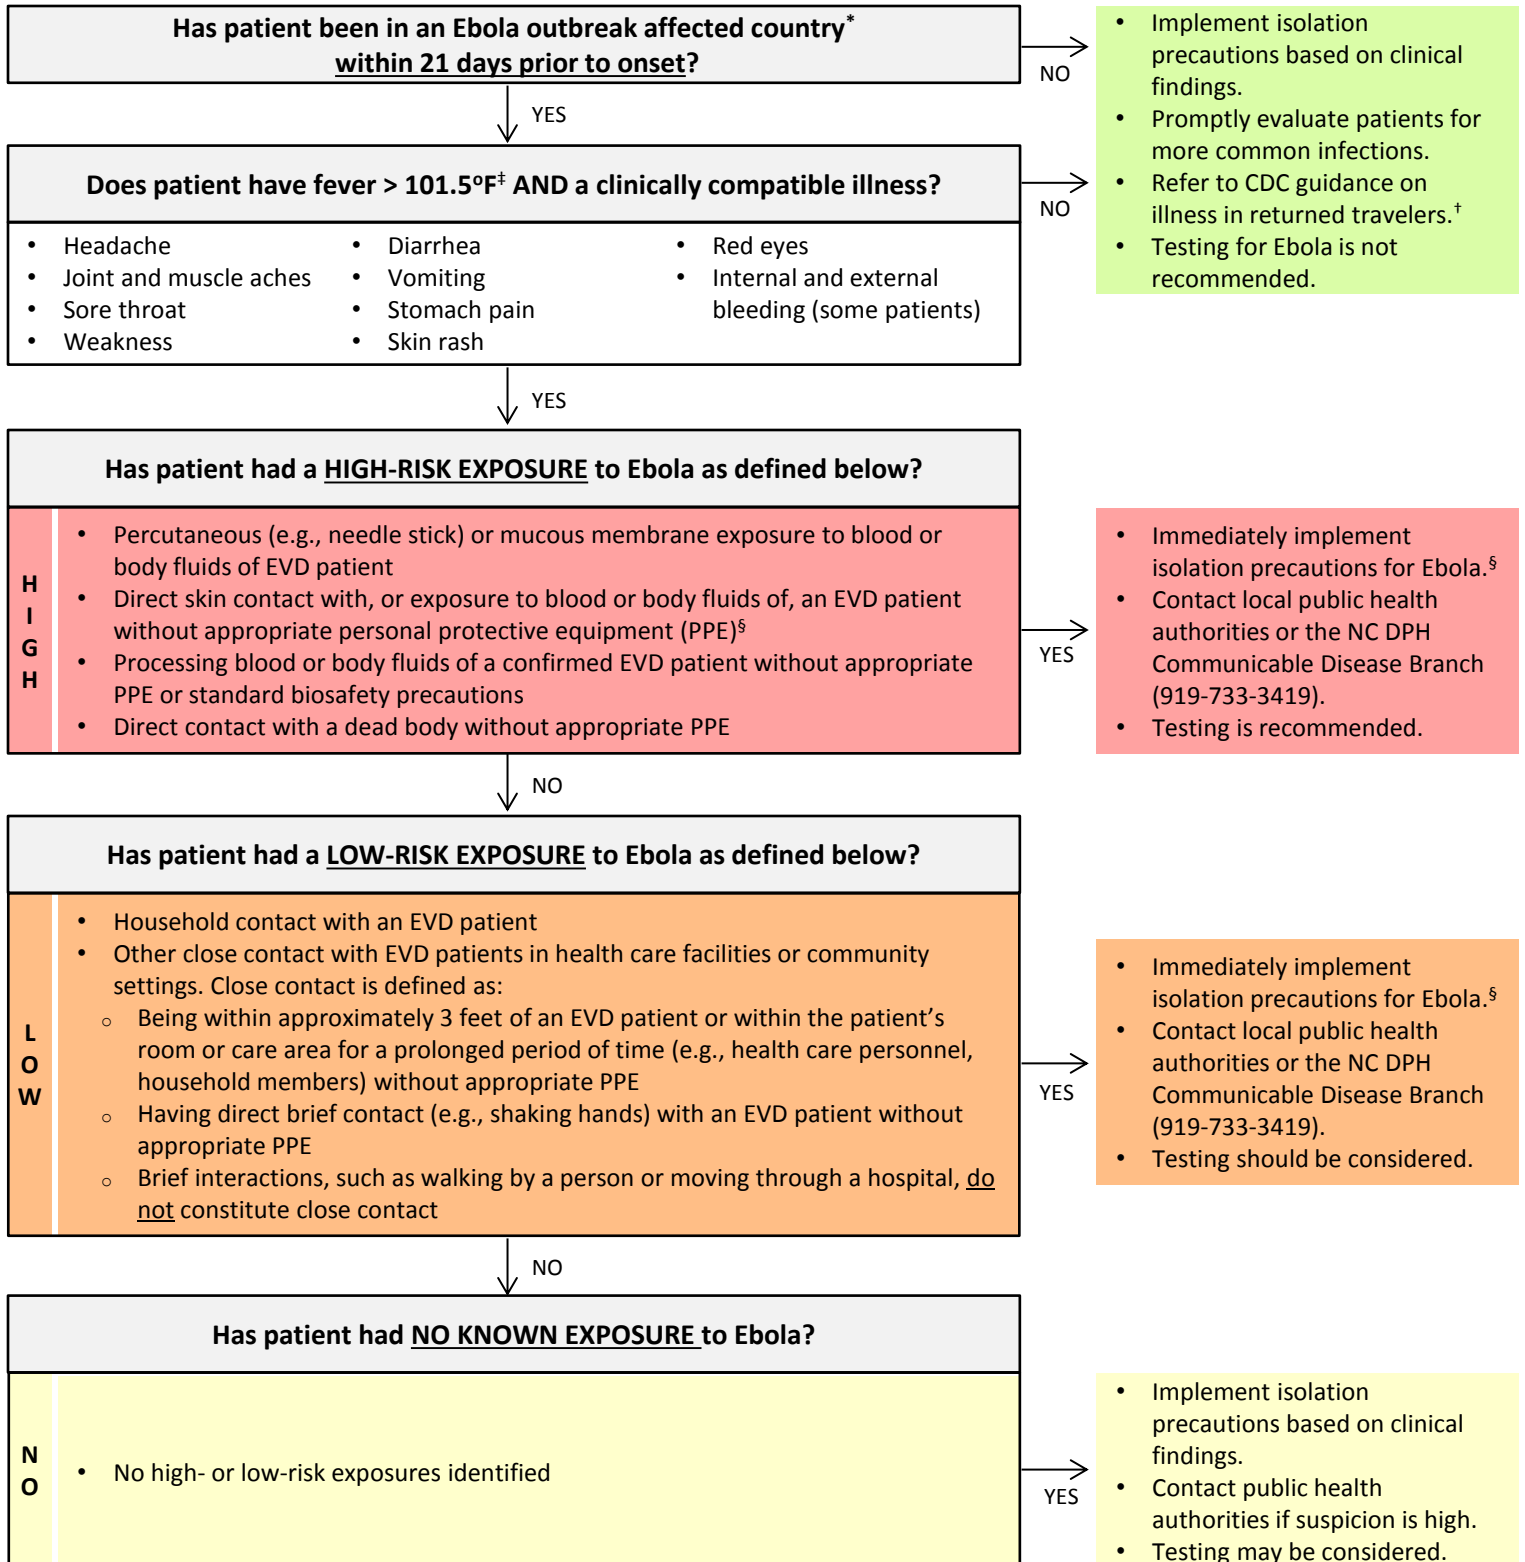 Has patient been in an Ebola outbreak affected country*
within 21 days prior to onset?
NO
• Implement isolation
precautions based on clinical
findings.
• Promptly evaluate patients for
more common infections.
• Refer to CDC guidance on
illness in returned travelers.†
• Testing for Ebola is not
recommended.
YES
Does patient have fever > 101.5ºF‡ AND a clinically compatible illness?
NO
• Headache
• Joint and muscle aches
• Sore throat
• Weakness
• Diarrhea
• Vomiting
• Stomach pain
• Skin rash
• Red eyes
• Internal and external
bleeding (some patients)
YES
Has patient had a HIGH-RISK EXPOSURE to Ebola as defined below?
H
I
G
H
• Percutaneous (e.g., needle stick) or mucous membrane exposure to blood or
body fluids of EVD patient
• Direct skin contact with, or exposure to blood or body fluids of, an EVD patient
without appropriate personal protective equipment (PPE)§
• Processing blood or body fluids of a confirmed EVD patient without appropriate
PPE or standard biosafety precautions
• Direct contact with a dead body without appropriate PPE
YES
• Immediately implement
isolation precautions for Ebola.§
• Contact local public health
authorities or the NC DPH
Communicable Disease Branch
(919-733-3419).
• Testing is recommended.
NO
Has patient had a LOW-RISK EXPOSURE to Ebola as defined below?
L
O
W
• Household contact with an EVD patient
• Other close contact with EVD patients in health care facilities or community
settings. Close contact is defined as:
o Being within approximately 3 feet of an EVD patient or within the patient’s
room or care area for a prolonged period of time (e.g., health care personnel,
household members) without appropriate PPE
o Having direct brief contact (e.g., shaking hands) with an EVD patient without
appropriate PPE
o Brief interactions, such as walking by a person or moving through a hospital, do
not constitute close contact
YES
• Immediately implement
isolation precautions for Ebola.§
• Contact local public health
authorities or the NC DPH
Communicable Disease Branch
(919-733-3419).
• Testing should be considered.
NO
Has patient had NO KNOWN EXPOSURE to Ebola?
N
O
• No high- or low-risk exposures identified
YES
• Implement isolation
precautions based on clinical
findings.
• Contact public health
authorities if suspicion is high.
• Testing may be considered.